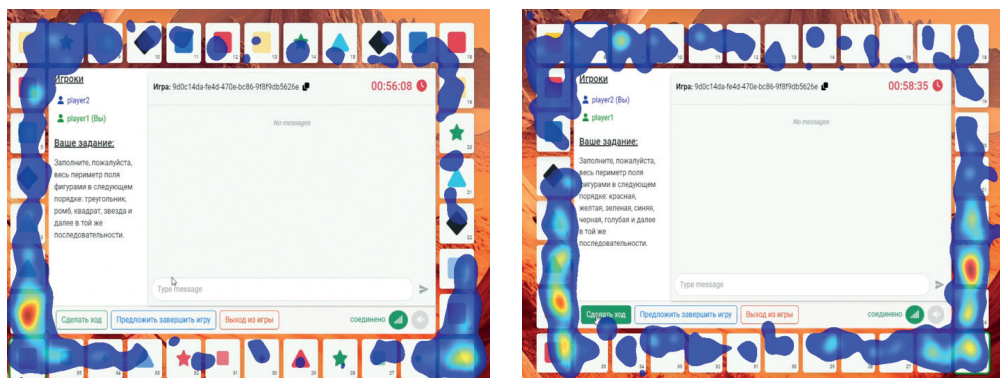 Игроки
player2
player1 (Вы)
Ваше задание:
Заполните, пожалуйста,
весь периметр поля
фигурами в следующем
порядке: треугольник,
ромб, квадрат, звезда и
далее в той же
последовательности.
Игра: 9d0c14da-fe4d-470e-bc86-9f8f9db5626e
00:56:08
No messages
Type message
Сделать ход
Предложить завершить игру
Выход из игры
соединено
Игроки
player2 (Вы)
player1
Ваше задание:
Заполните, пожалуйста,
весь периметр поля
фигурами в следующем
порядке: красная,
желтая, зеленая, синяя,
черная, голубая и далее
в той же
последовательности.
Игра: 9d0c14da-fe4d-470e-bc86-9f8f9db5626e
00:58:35
No messages
Type message
Сделать ход
Предложить завершить игру
Выход из игры
соединено